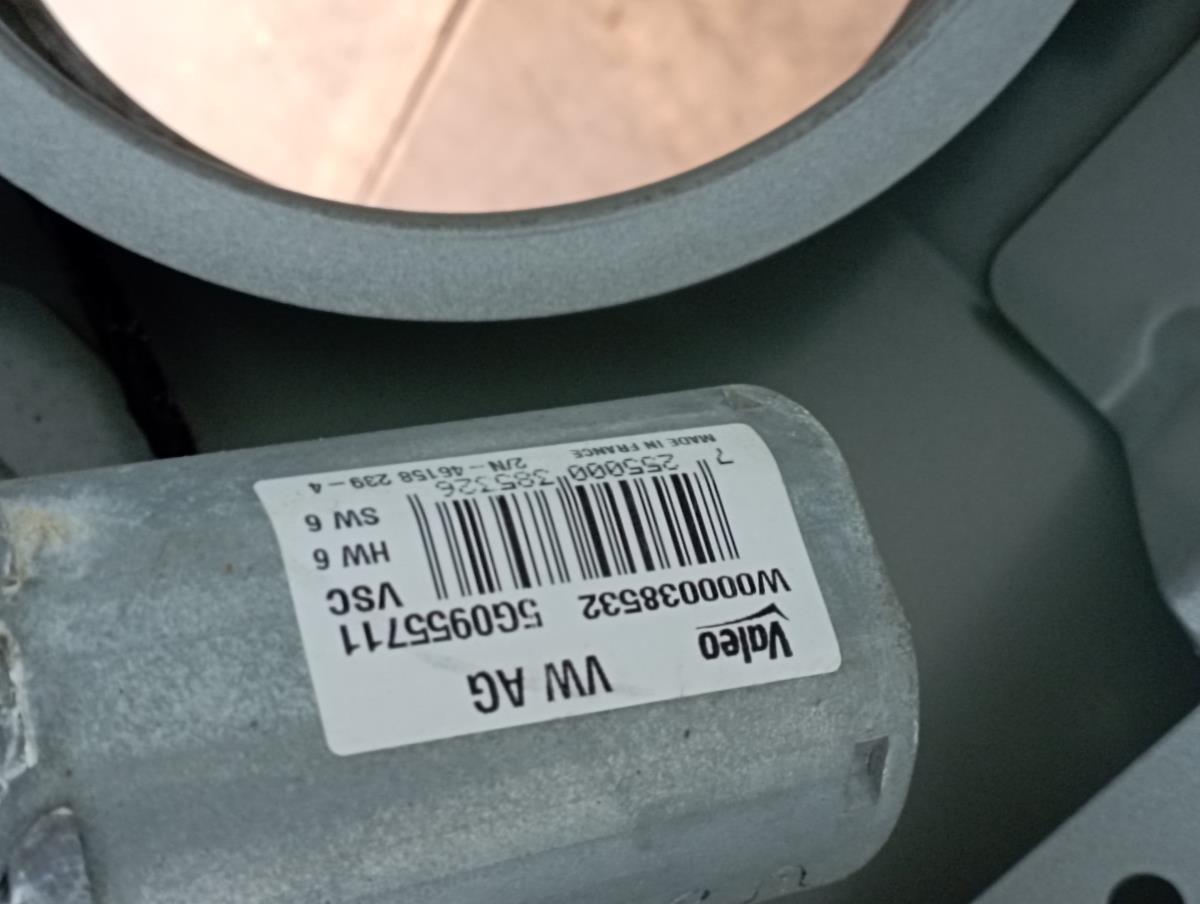 Valeo VW AG
W000038532 5G0955711
VSC
HW 6
SW 6
7 255000 385326
MADE IN FRANCE 2/N-46158 239-4